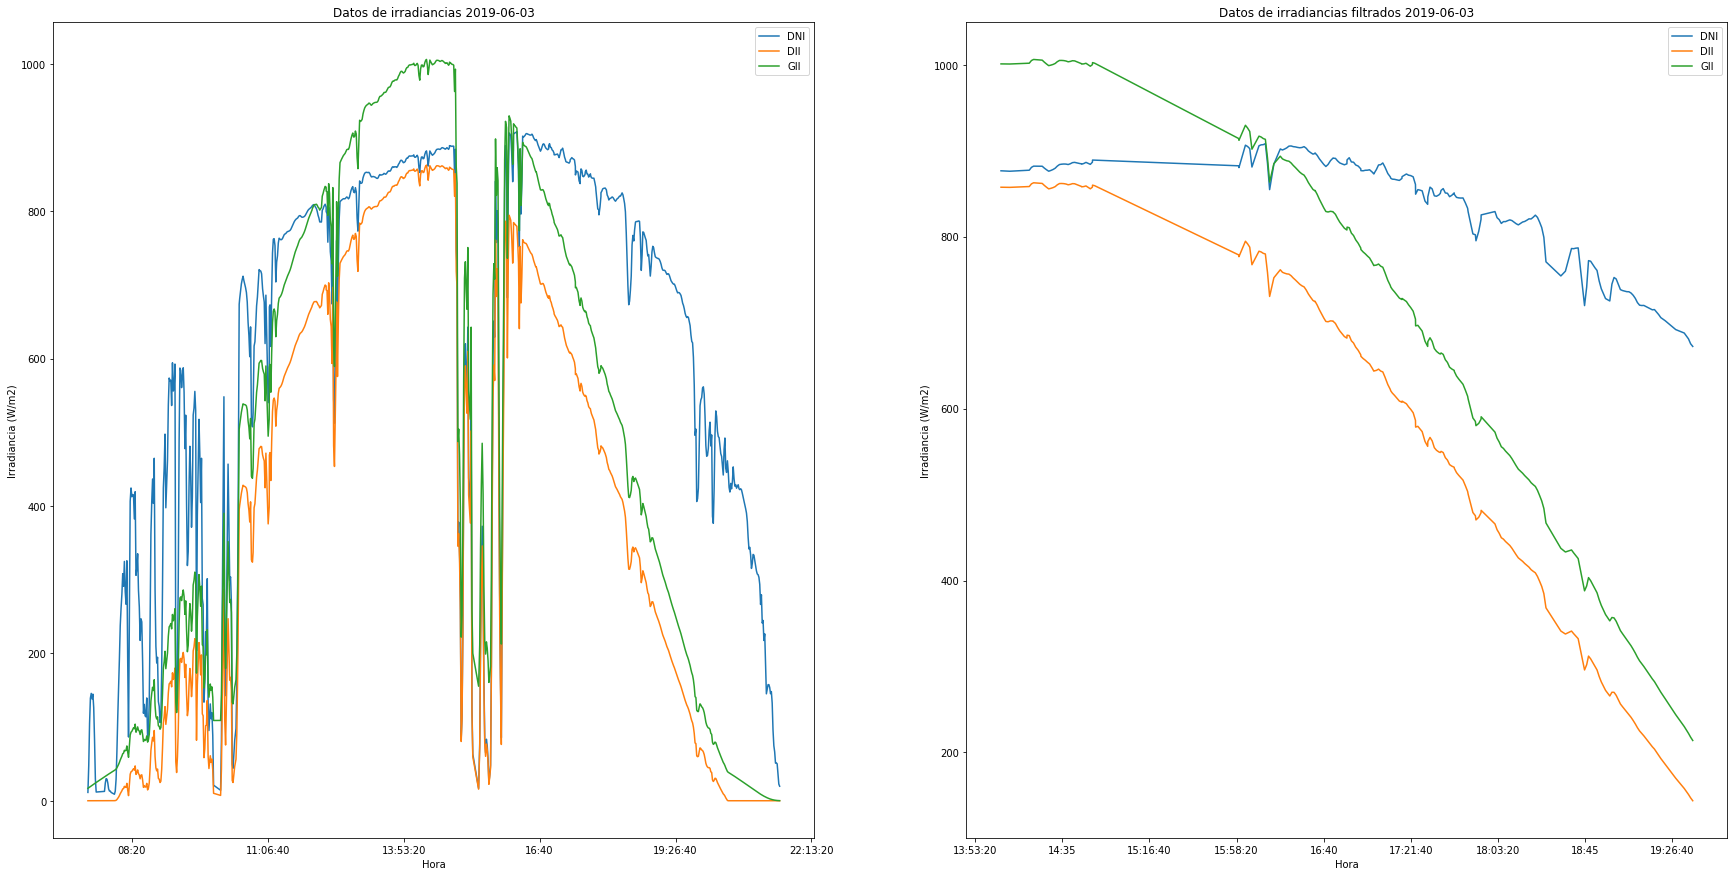 Datos de irradiancias 2019-06-03
DNI
DII
GII
1000
800
600
400
200
0
Irradiancia (W/m2)
08:20
11:06:40
13:53:20
16:40
19:26:40
22:13:20
Hora
Datos de irradiancias filtrados 2019-06-03
DNI
DII
GII
1000
800
600
400
200
Irradiancia (W/m2)
13:53:20
14:35
15:16:40
15:58:20
16:40
17:21:40
18:03:20
18:45
19:26:40
Hora